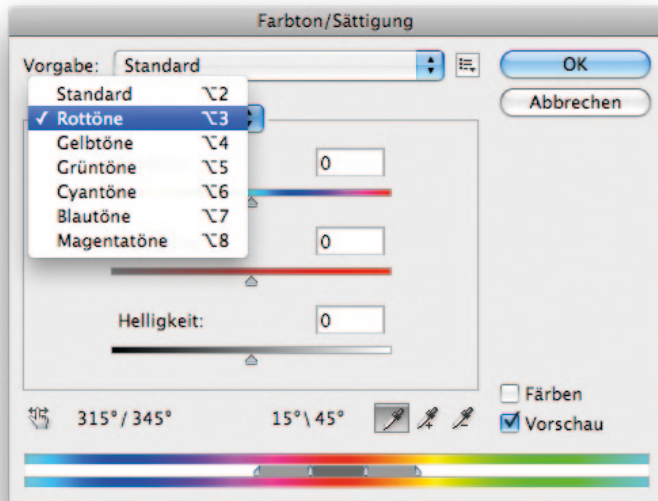 Farbton/Sättigung
Vorgabe: Standard
OK
Abbrechen
Standard ⌥2
✓ Rottöne ⌥3
Gelbtöne ⌥4
Grüntöne ⌥5
Cyantöne ⌥6
Blautöne ⌥7
Magentatöne ⌥8
0
0
Helligkeit: 0
Färben
Vorschau
315°/345° 15°\45°